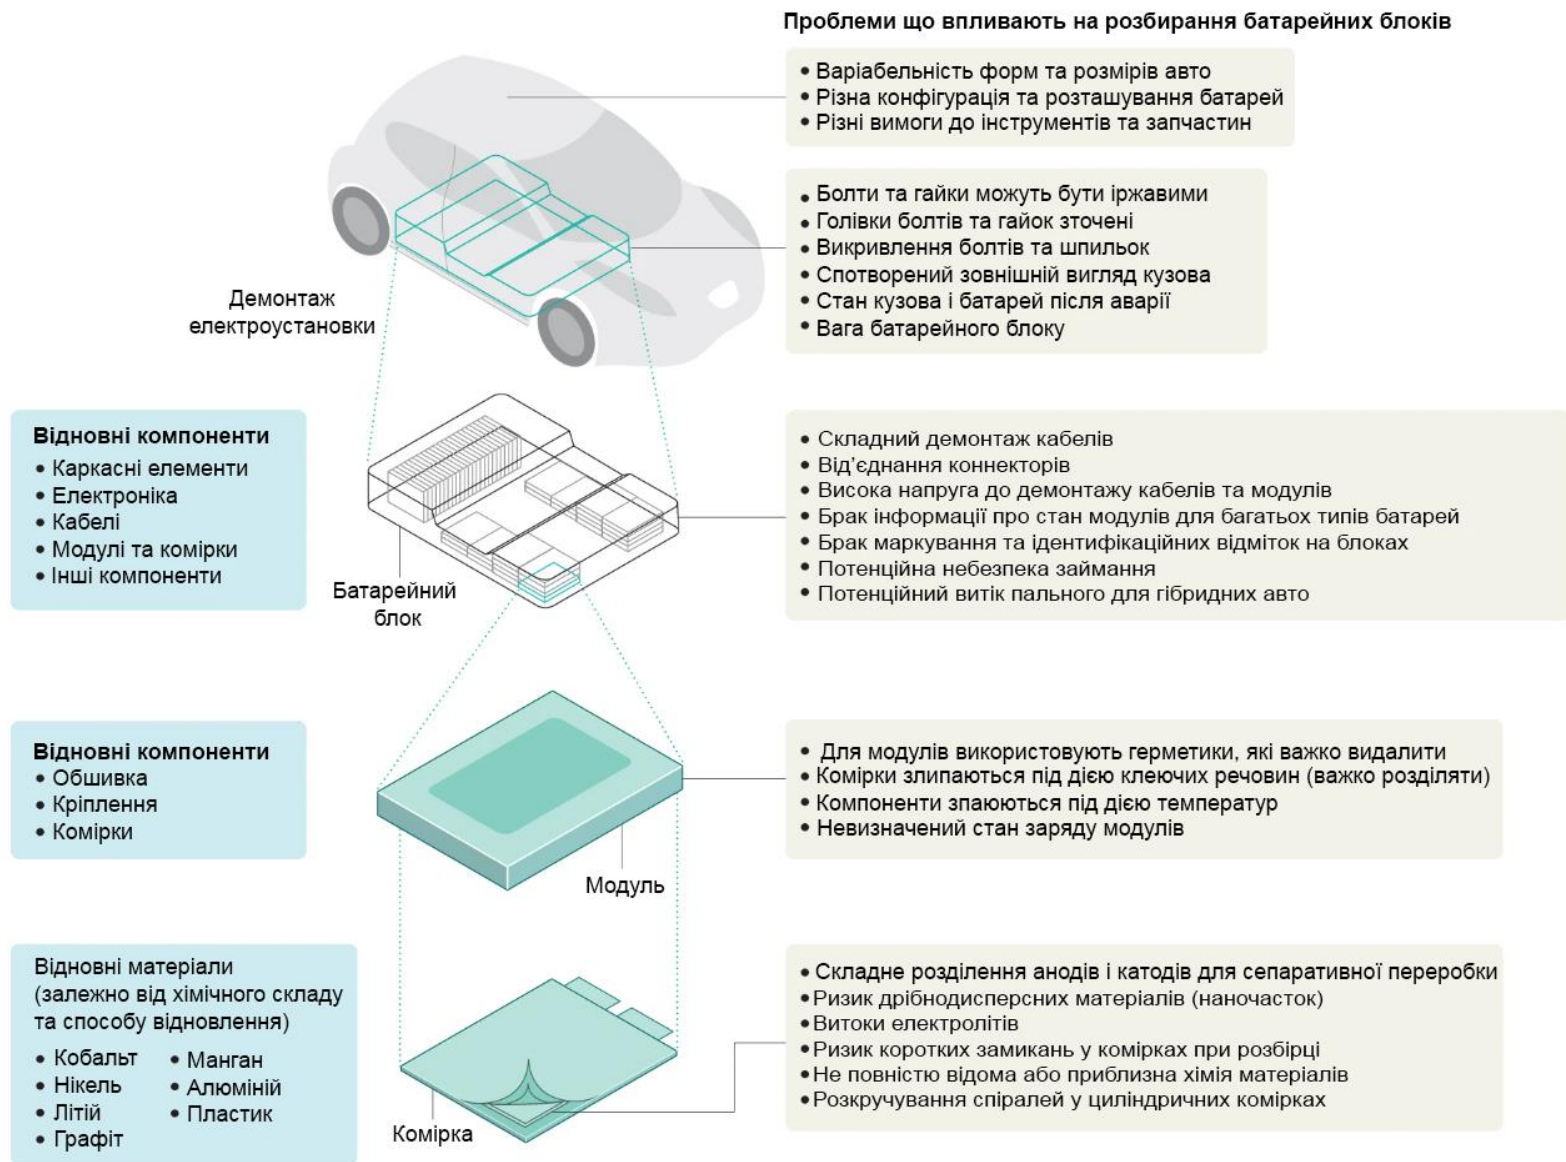 Проблеми що впливають на розбирання батарейних блоків
• Варіабельність форм та розмірів авто
• Різна конфігурація та розташування батарей
• Різні вимоги до інструментів та запчастин
• Болти та гайки можуть бути іржавими
• Голівки болтів та гайок зточені
• Викривлення болтів та шпильок
• Спотворений зовнішній вигляд кузова
• Стан кузова і батарей після аварії
• Вага батарейного блоку
Демонтаж
електроустановки
Відновні компоненти
• Каркасні елементи
• Електроніка
• Кабелі
• Модулі та комірки
• Інші компоненти
Батарейний
блок
• Складний демонтаж кабелів
• Від’єднання коннекторів
• Висока напруга до демонтажу кабелів та модулів
• Брак інформації про стан модулів для багатьох типів батарей
• Брак маркування та ідентифікаційних відміток на блоках
• Потенційна небезпека займання
• Потенційний витік пального для гібридних авто
Відновні компоненти
• Обшивка
• Кріплення
• Комірки
Модуль
• Для модулів використовують герметики, які важко видалити
• Комірки злипаються під дією клеючих речовин (важко розділяти)
• Компоненти зпаюються під дією температур
• Невизначений стан заряду модулів
Відновні матеріали
(залежно від хімічного складу
та способу відновлення)
• Кобальт
• Нікель
• Літій
• Графіт
• Манган
• Алюміній
• Пластик
Комірка
• Складне розділення анодів і катодів для сепаративної переробки
• Ризик дрібнодисперсних матеріалів (наночасток)
• Витоки електролітів
• Ризик коротких замикань у комірках при розбірці
• Не повністю відома або приблизна хімія матеріалів
• Розкручування спіралей у циліндричних комірках